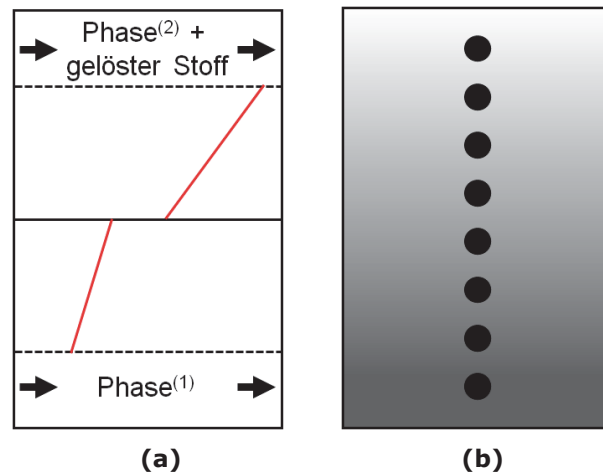 Phase⁽²⁾ +
gelöster Stoff
Phase⁽¹⁾
(a)
(b)